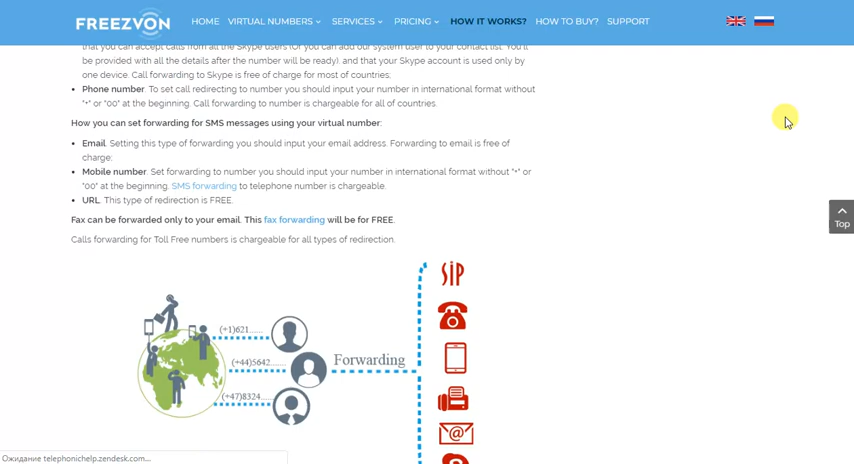 FREEZVON
HOME VIRTUAL NUMBERS SERVICES PRICING HOW IT WORKS? HOW TO BUY? SUPPORT
that you can accept calls from all the Skype users (Or you can add our system user to your contact list. You'll
be provided with all the details after the number will be ready), and that your Skype account is used only by
one device. Call forwarding to Skype is free of charge for most of countries;
• Phone number. To set call redirecting to number you should input your number in international format without
"+" or "00" at the beginning. Call forwarding to number is chargeable for all of countries.
How you can set forwarding for SMS messages using your virtual number:
• Email. Setting this type of forwarding you should input your email address. Forwarding to email is free of
charge;
• Mobile number. Set forwarding to number you should input your number in international format without "+" or
"00" at the beginning. SMS forwarding to telephone number is chargeable.
• URL. This type of redirection is FREE.
Fax can be forwarded only to your email. This fax forwarding will be for FREE.
Calls forwarding for Toll Free numbers is chargeable for all types of redirection.
Top
SIP
(+1)621.......
(+44)5642.......
Forwarding
(+47)8324.......
@
Ожидание telephonichelp.zendesk.com...